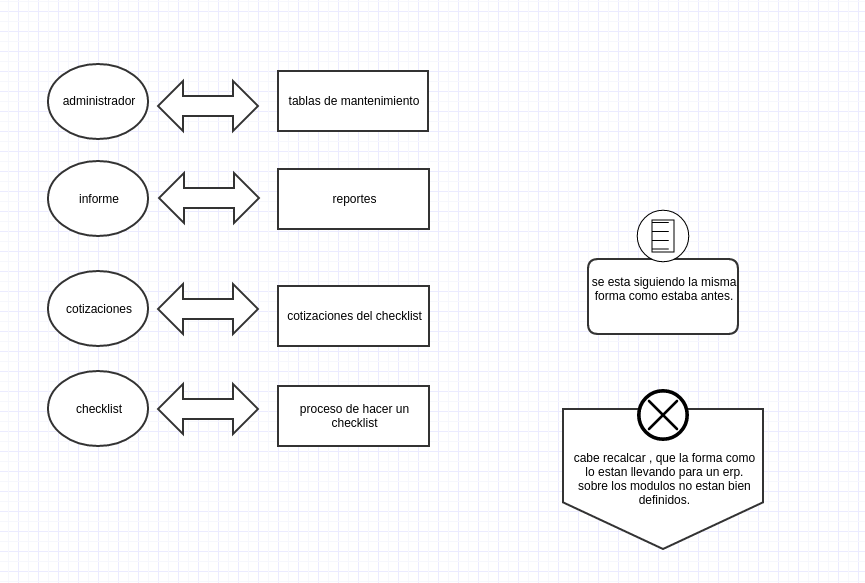 administrador
tablas de mantenimiento
informe
reportes
cotizaciones
cotizaciones del checklist
checklist
proceso de hacer un
checklist
se esta siguiendo la misma
forma como estaba antes.
cabe recalcar , que la forma como
lo estan llevando para un erp.
sobre los modulos no estan bien
definidos.